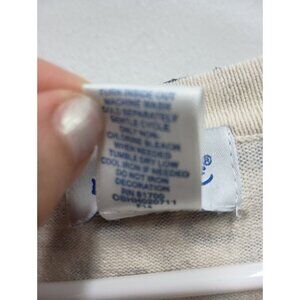 TURN INSIDE OUT
MACHINE WASH
COLD SEPARATELY
GENTLE CYCLE
ONLY NON-
CHLORINE BLEACH
WHEN NEEDED
TUMBLE DRY LOW
COOL IRON IF NEEDED
DO NOT IRON
DECORATION
RN 81700
®